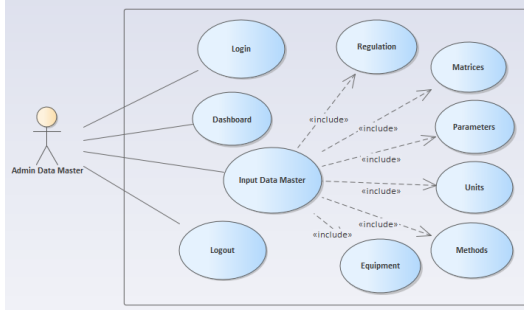 Login
Regulation
Matrices
Dashboard
«include»
Parameters
«include»
«include»
Admin Data Master
Input Data Master
Units
«include»
«include»
«include»
Logout
Equipment
Methods